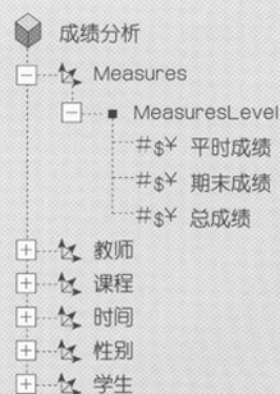 成绩分析
Measures
MeasuresLevel
#$¥ 平时成绩
#$¥ 期末成绩
#$¥ 总成绩
教师
课程
时间
性别
学生